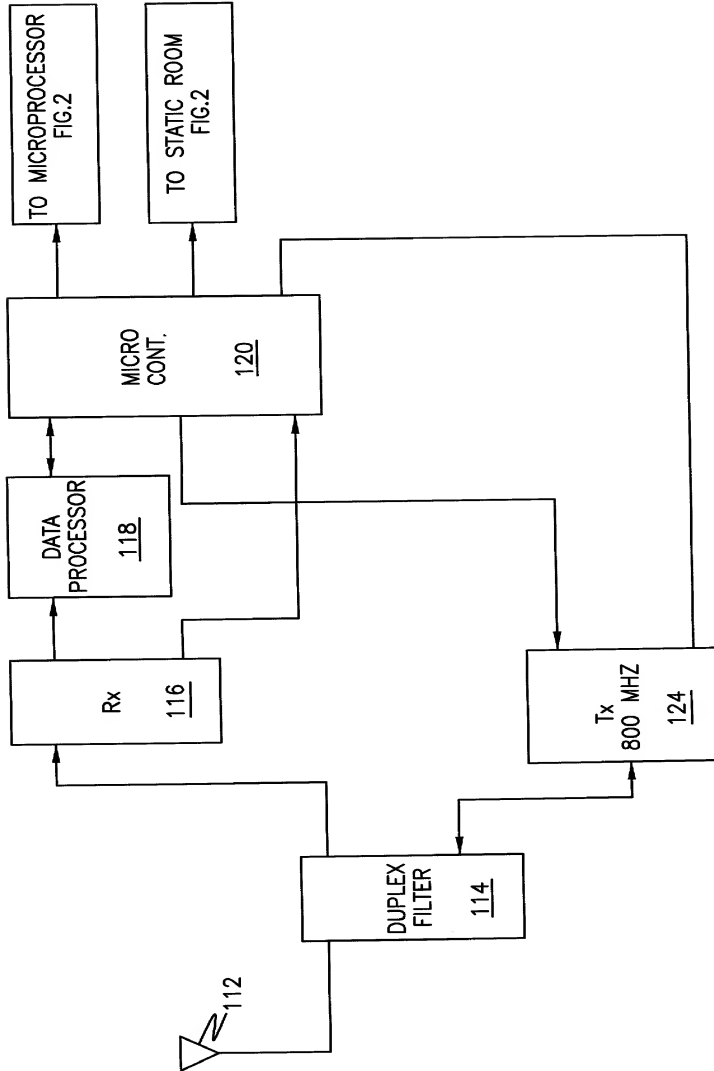 TO MICROPROCESSOR
FIG.2
TO STATIC ROOM
FIG.2
MICRO
CONT.
120
DATA
PROCESSOR
118
Rx
116
Tx
800 MHZ
124
DUPLEX
FILTER
114
112